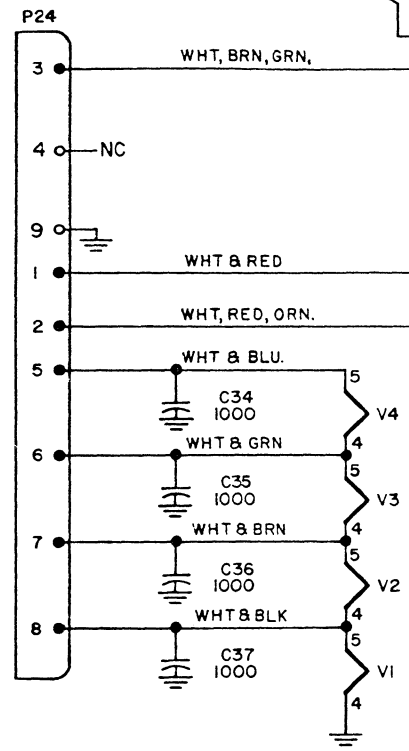 P24
3 WHT, BRN, GRN,
4 NC
9
1 WHT & RED
2 WHT, RED, ORN.
5 WHT & BLU. 5
C34
1000
V4
4
6 WHT & GRN
5
C35
1000
V3
4
7 WHT & BRN
5
C36
1000
V2
4
8 WHT & BLK
5
C37
1000
V1
4